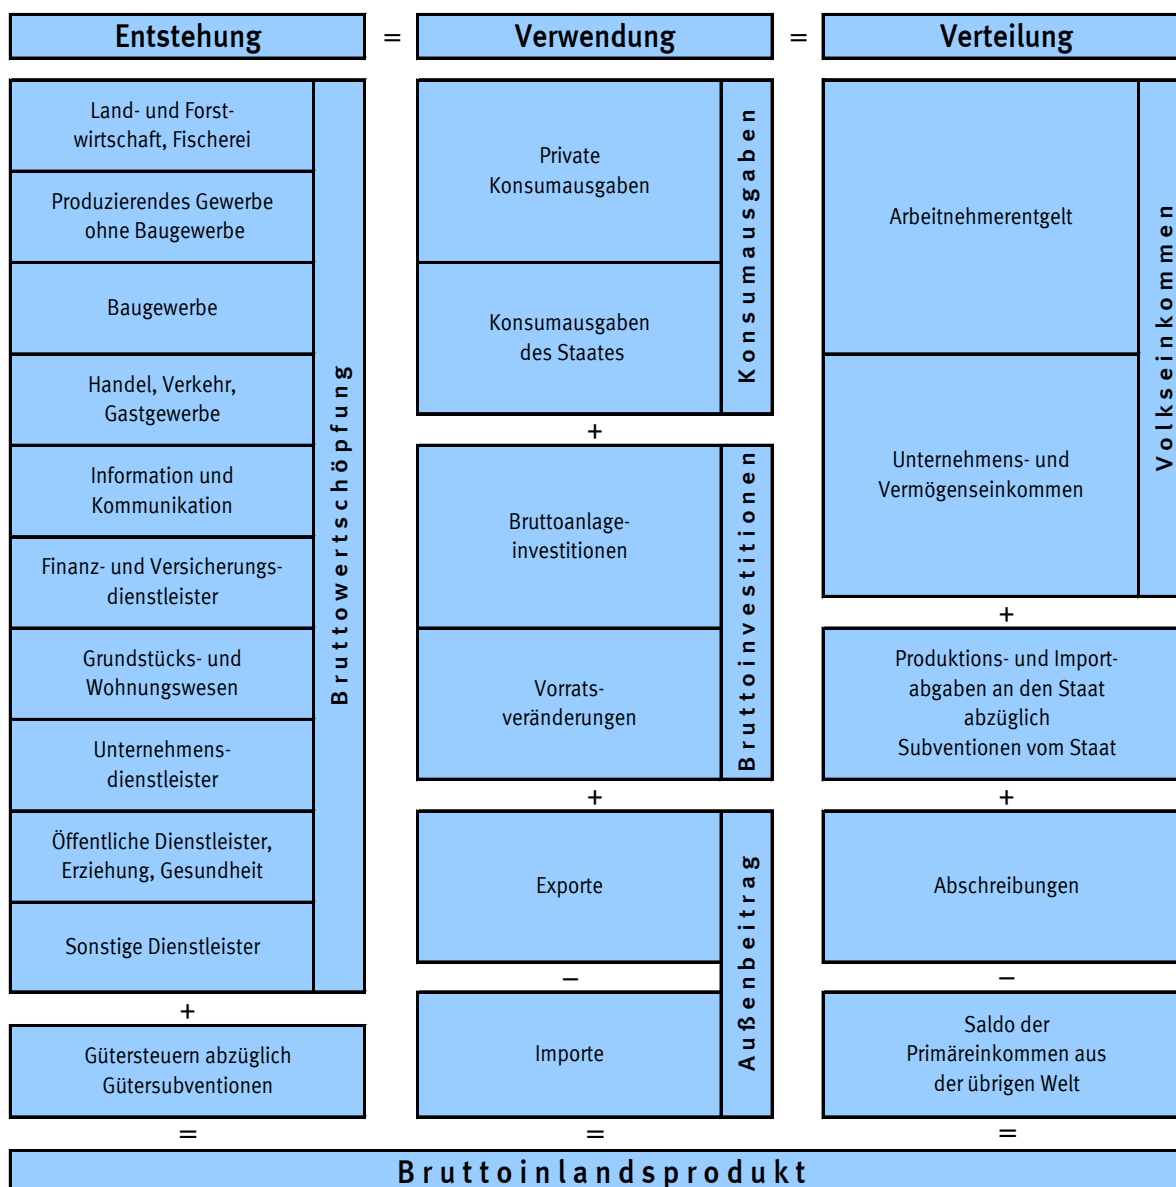 Entstehung
=
Verwendung
=
Verteilung
Land- und Forst-
wirtschaft, Fischerei
Produzierendes Gewerbe
ohne Baugewerbe
Baugewerbe
Handel, Verkehr,
Gastgewerbe
Information und
Kommunikation
Finanz- und Versicherungs-
dienstleister
Grundstücks- und
Wohnungswesen
Unternehmens-
dienstleister
Öffentliche Dienstleister,
Erziehung, Gesundheit
Sonstige Dienstleister
Bruttowertschöpfung
+
Gütersteuern abzüglich
Gütersubventionen
=
Private
Konsumausgaben
Konsumausgaben
des Staates
Konsumausgaben
+
Bruttoanlage-
investitionen
Vorrats-
veränderungen
Bruttoinvestitionen
+
Exporte
–
Importe
Außenbeitrag
=
Arbeitnehmerentgelt
Unternehmens- und
Vermögenseinkommen
Volkseinkommen
+
Produktions- und Import-
abgaben an den Staat
abzüglich
Subventionen vom Staat
+
Abschreibungen
–
Saldo der
Primäreinkommen aus
der übrigen Welt
=
Bruttoinlandsprodukt